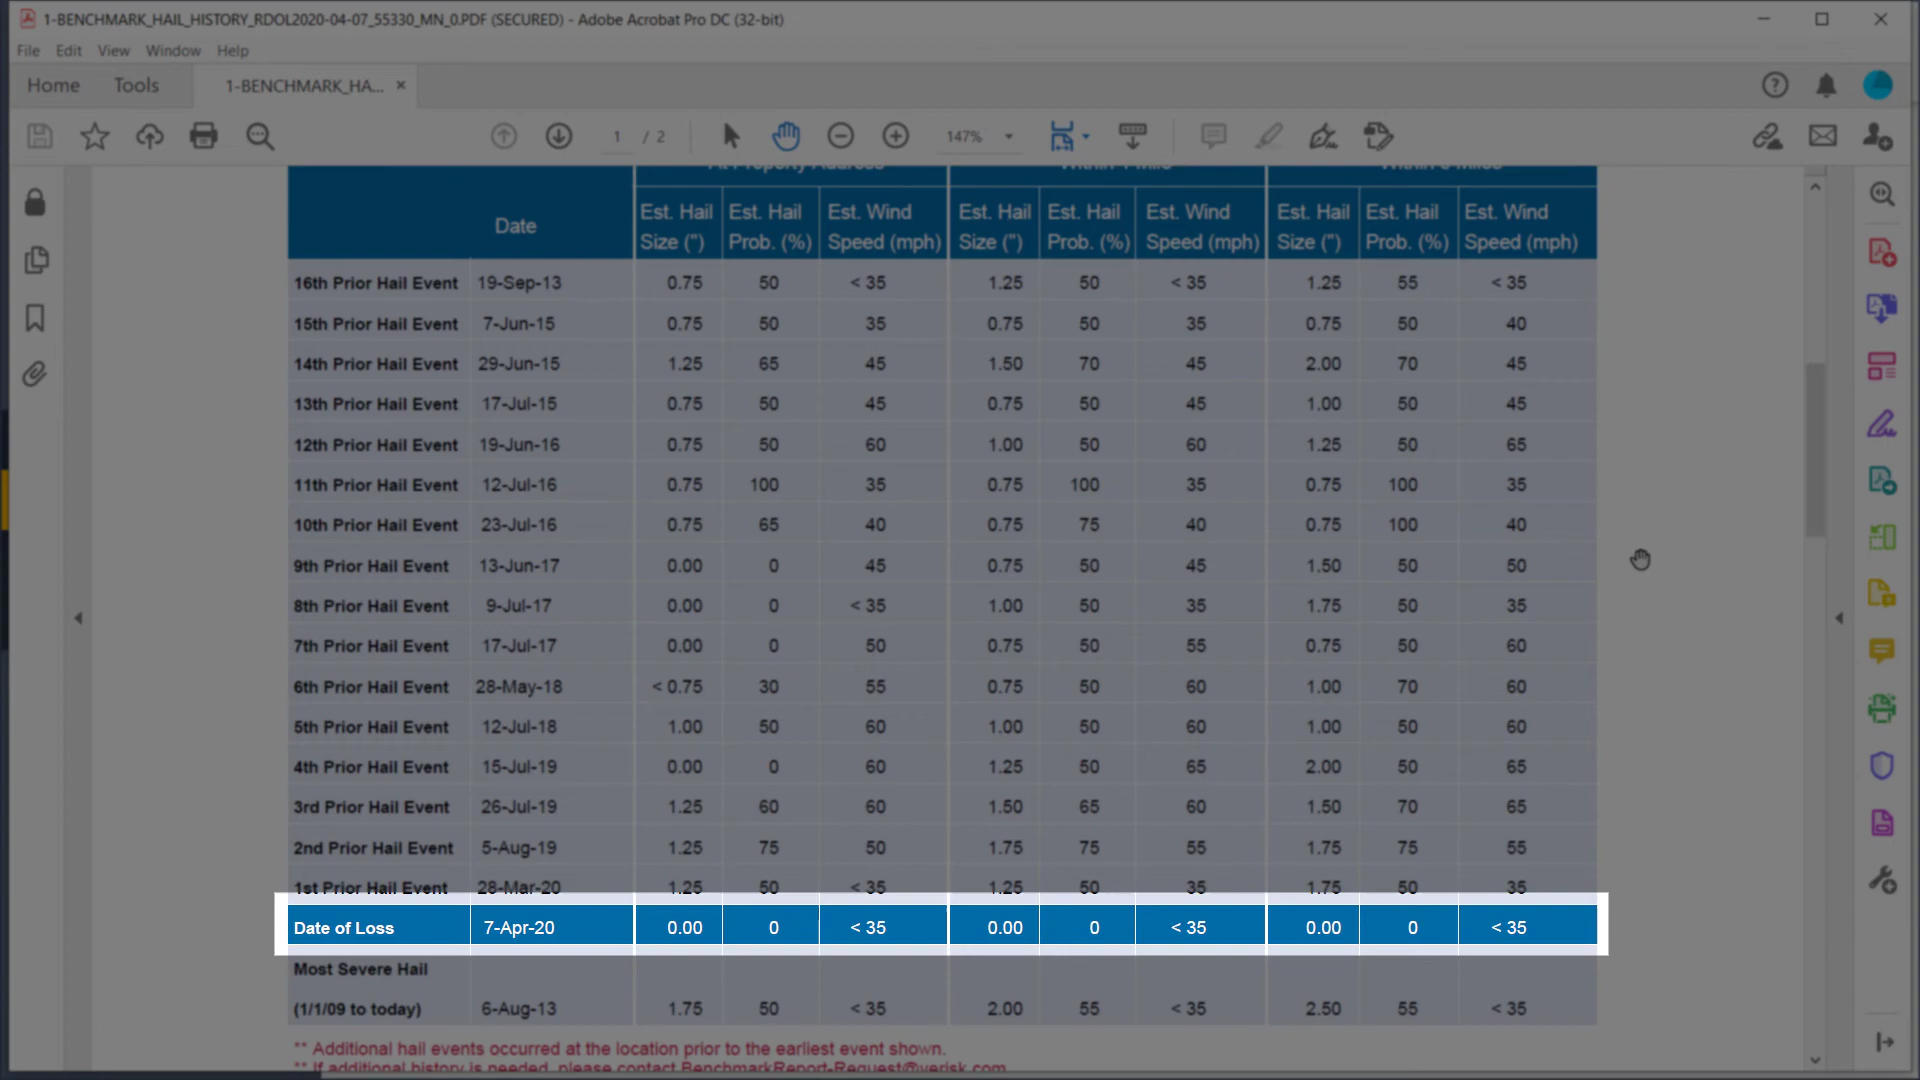 1-BENCHMARK_HAIL_HISTORY_RDOL2020-04-07_55330_MN_0.PDF (SECURED) - Adobe Acrobat Pro DC (32-bit)
File Edit View Window Help
Home Tools 1-BENCHMARK_HA... ×
1 / 2 147%
At Property Address Within 1 Mile Within 3 Miles
Date Est. Hail Size (") Est. Hail Prob. (%) Est. Wind Speed (mph) Est. Hail Size (") Est. Hail Prob. (%) Est. Wind Speed (mph) Est. Hail Size (") Est. Hail Prob. (%) Est. Wind Speed (mph)
16th Prior Hail Event 19-Sep-13 0.75 50 < 35 1.25 50 < 35 1.25 55 < 35
15th Prior Hail Event 7-Jun-15 0.75 50 35 0.75 50 35 0.75 50 40
14th Prior Hail Event 29-Jun-15 1.25 65 45 1.50 70 45 2.00 70 45
13th Prior Hail Event 17-Jul-15 0.75 50 45 0.75 50 45 1.00 50 45
12th Prior Hail Event 19-Jun-16 0.75 50 60 1.00 50 60 1.25 50 65
11th Prior Hail Event 12-Jul-16 0.75 100 35 0.75 100 35 0.75 100 35
10th Prior Hail Event 23-Jul-16 0.75 65 40 0.75 75 40 0.75 100 40
9th Prior Hail Event 13-Jun-17 0.00 0 45 0.75 50 45 1.50 50 50
8th Prior Hail Event 9-Jul-17 0.00 0 < 35 1.00 50 35 1.75 50 35
7th Prior Hail Event 17-Jul-17 0.00 0 50 0.75 50 55 0.75 50 60
6th Prior Hail Event 28-May-18 < 0.75 30 55 0.75 50 60 1.00 70 60
5th Prior Hail Event 12-Jul-18 1.00 50 60 1.00 50 60 1.00 50 60
4th Prior Hail Event 15-Jul-19 0.00 0 60 1.25 50 65 2.00 50 65
3rd Prior Hail Event 26-Jul-19 1.25 60 60 1.50 65 60 1.50 70 65
2nd Prior Hail Event 5-Aug-19 1.25 75 50 1.75 75 55 1.75 75 55
1st Prior Hail Event 28-Mar-20 1.25 50 < 35 1.25 50 35 1.75 50 35
Date of Loss 7-Apr-20 0.00 0 < 35 0.00 0 < 35 0.00 0 < 35
Most Severe Hail
(1/1/09 to today) 6-Aug-13 1.75 50 < 35 2.00 55 < 35 2.50 55 < 35
** Additional hail events occurred at the location prior to the earliest event shown.
** If additional history is needed, please contact BenchmarkReport-Request@verisk.com